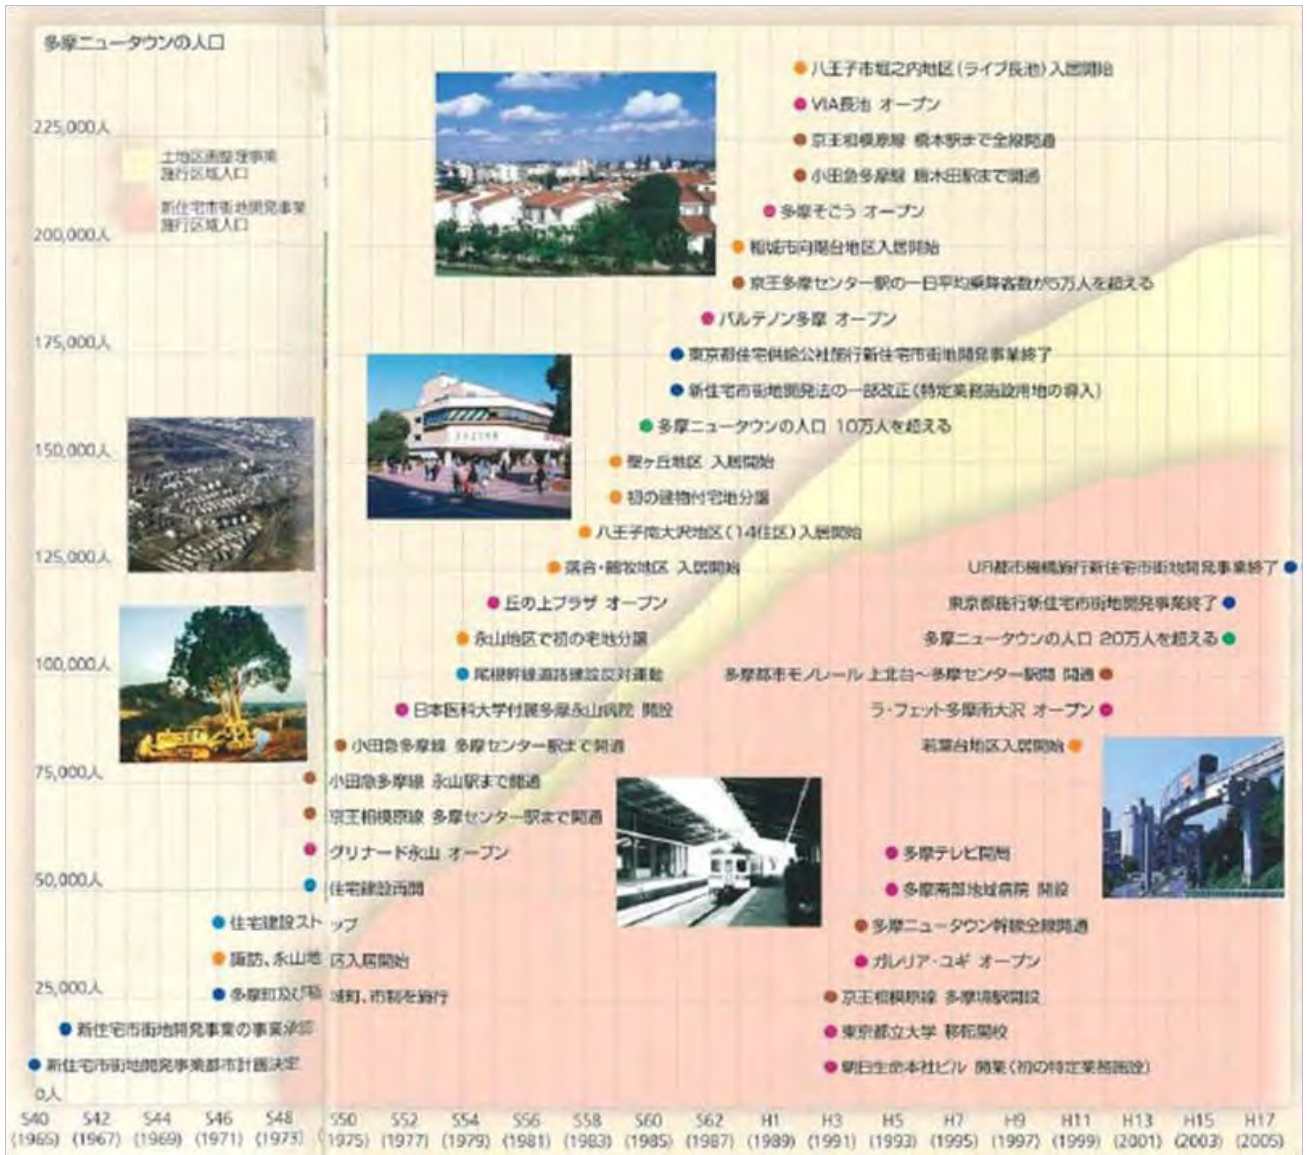 多摩ニュータウンの人口
八王子市堀之内地区(ライブ長池)入居開始
VIA長池 オープン
225,000人
京王相模原線 橋本駅まで全線開通
土地区画整理事業
施行区域人口
小田急多摩線 唐木田駅まで開通
新住宅市街地開発事業
施行区域人口
多摩そごう オープン
200,000人
稲城市向陽台地区入居開始
京王多摩センター駅の一日平均乗降客数が5万人を超える
パルテノン多摩 オープン
175,000人
東京都住宅供給公社施行新住宅市街地開発事業終了
新住宅市街地開発法の一部改正(特定業務施設用地の導入)
多摩ニュータウンの人口 10万人を超える
150,000人
聖ヶ丘地区 入居開始
初の建物付宅地分譲
八王子南大沢地区(14住区)入居開始
125,000人
落合・鶴牧地区 入居開始
UR都市機構施行新住宅市街地開発事業終了
丘の上プラザ オープン
東京都施行新住宅市街地開発事業終了
永山地区で初の宅地分譲
多摩ニュータウンの人口 20万人を超える
100,000人
尾根幹線道路建設反対運動
多摩都市モノレール 上北台～多摩センター駅間 開通
日本医科大学付属多摩永山病院 開設
ラ・フェット多摩南大沢 オープン
小田急多摩線 多摩センター駅まで開通
若葉台地区入居開始
75,000人
小田急多摩線 永山駅まで開通
京王相模原線 多摩センター駅まで開通
グリナード永山 オープン
多摩テレビ開局
50,000人
住宅建設再開
多摩南部地域病院 開設
住宅建設ストップ
多摩ニュータウン幹線全線開通
諏訪、永山地区入居開始
ガレリア・ユギ オープン
25,000人
多摩町及び稲城町、市制を施行
京王相模原線 多摩境駅開設
新住宅市街地開発事業の事業承認
東京都立大学 移転開校
新住宅市街地開発事業都市計画決定
朝日生命本社ビル 開業(初の特定業務施設)
0人
S40 S42 S44 S46 S48 S50 S52 S54 S56 S58 S60 S62 H1 H3 H5 H7 H9 H11 H13 H15 H17
(1965) (1967) (1969) (1971) (1973) (1975) (1977) (1979) (1981) (1983) (1985) (1987) (1989) (1991) (1993) (1995) (1997) (1999) (2001) (2003) (2005)